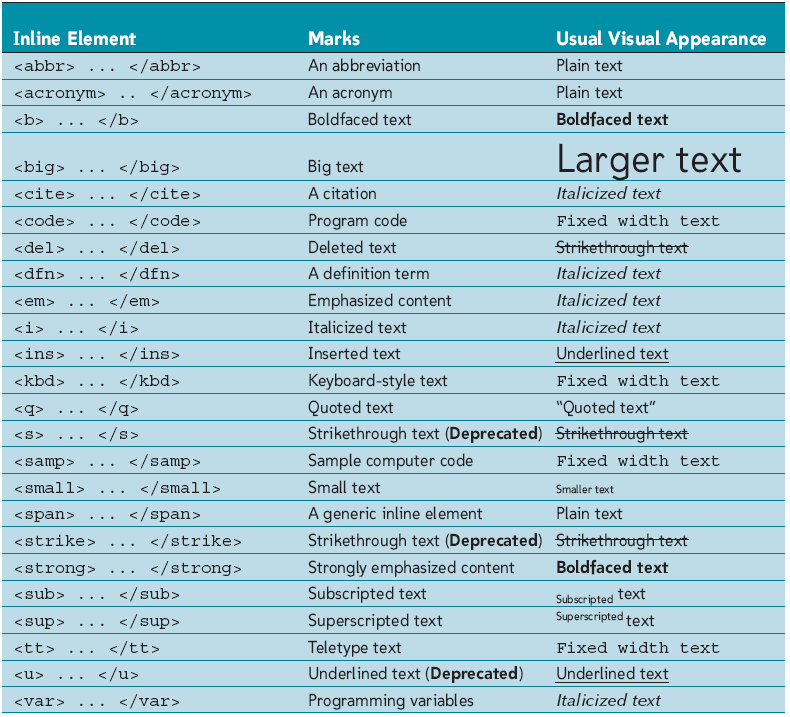 Inline Element Marks Usual Visual Appearance
<abbr> ... </abbr> An abbreviation Plain text
<acronym> .. </acronym> An acronym Plain text
<b> ... </b> Boldfaced text Boldfaced text
<big> ... </big> Big text Larger text
<cite> ... </cite> A citation Italicized text
<code> ... </code> Program code Fixed width text
<del> ... </del> Deleted text Strikethrough text
<dfn> ... </dfn> A definition term Italicized text
<em> ... </em> Emphasized content Italicized text
<i> ... </i> Italicized text Italicized text
<ins> ... </ins> Inserted text Underlined text
<kbd> ... </kbd> Keyboard-style text Fixed width text
<q> ... </q> Quoted text “Quoted text”
<s> ... </s> Strikethrough text (Deprecated) Strikethrough text
<samp> ... </samp> Sample computer code Fixed width text
<small> ... </small> Small text Smaller text
<span> ... </span> A generic inline element Plain text
<strike> ... </strike> Strikethrough text (Deprecated) Strikethrough text
<strong> ... </strong> Strongly emphasized content Boldfaced text
<sub> ... </sub> Subscripted text Subscripted text
<sup> ... </sup> Superscripted text Superscripted text
<tt> ... </tt> Teletype text Fixed width text
<u> ... </u> Underlined text (Deprecated) Underlined text
<var> ... </var> Programming variables Italicized text